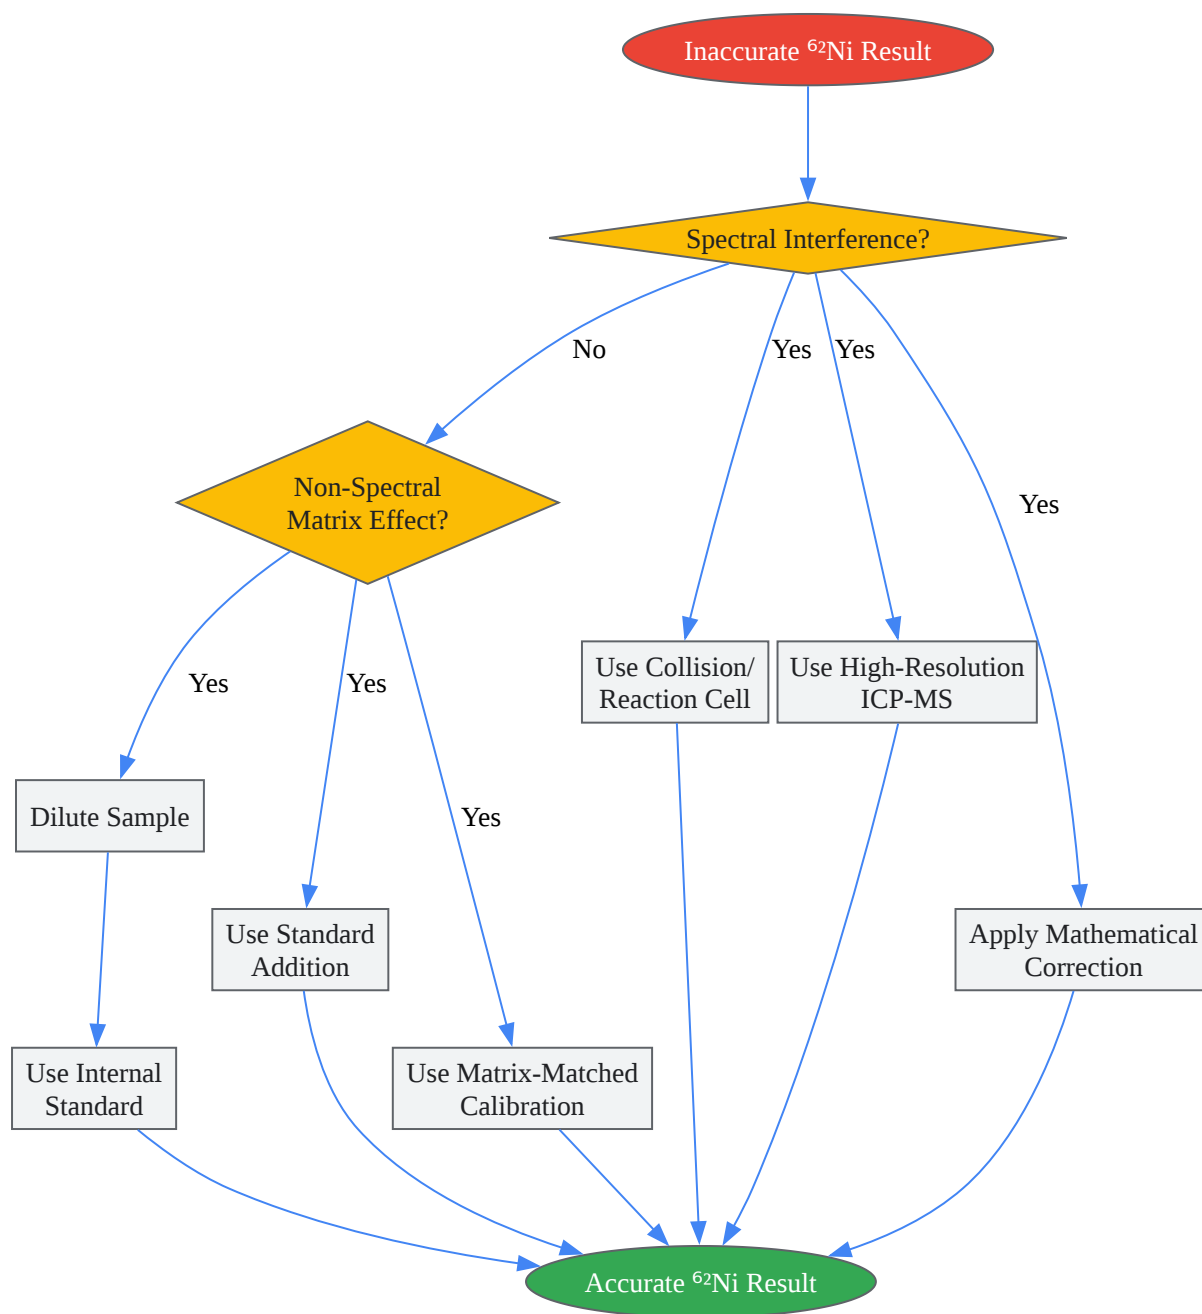 Inaccurate ⁶²Ni Result
Spectral Interference?
No
Yes
Yes
Yes
Non-Spectral
Matrix Effect?
Yes
Yes
Yes
Use Collision/
Reaction Cell
Use High-Resolution
ICP-MS
Dilute Sample
Use Standard
Addition
Apply Mathematical
Correction
Use Internal
Standard
Use Matrix-Matched
Calibration
Accurate ⁶²Ni Result